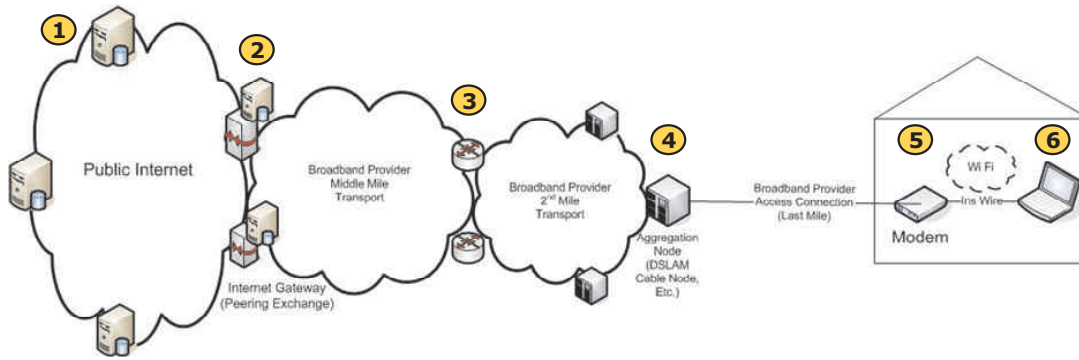 1
2
3
4
5
6
Public Internet
Internet Gateway
(Peering Exchange)
Broadband Provider
Middle Mile
Transport
Broadband Provider
2nd Mile
Transport
Aggregation
Node
(DSLAM
Cable Node,
Etc.)
Broadband Provider
Access Connection
(Last Mile)
Modem
Wi Fi
Ins Wire